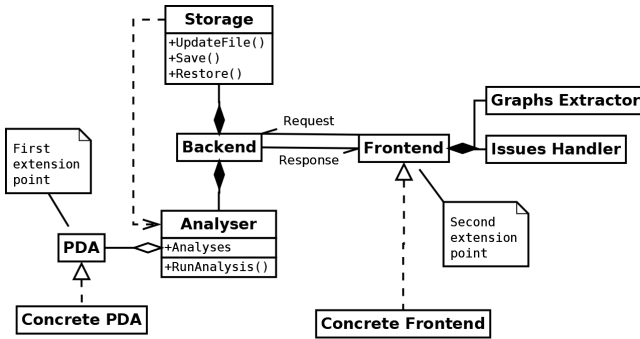 Storage
+UpdateFile()
+Save()
+Restore()
Graphs Extractor
Request
First
extension
point
Backend
Frontend
Issues Handler
Response
Analyser
Second
extension
point
PDA
+Analyses
+RunAnalysis()
Concrete PDA
Concrete Frontend